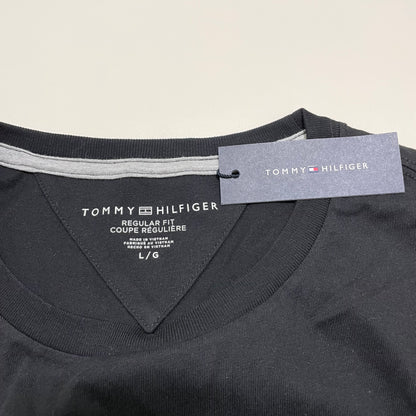 TOMMY HILFIGER
TOMMY HILFIGER
REGULAR FIT
COUPE RÉGULIÈRE
MADE IN VIETNAM
FABRIQUÉ AU VIETNAM
HECHO EN VIETNAM
L/G